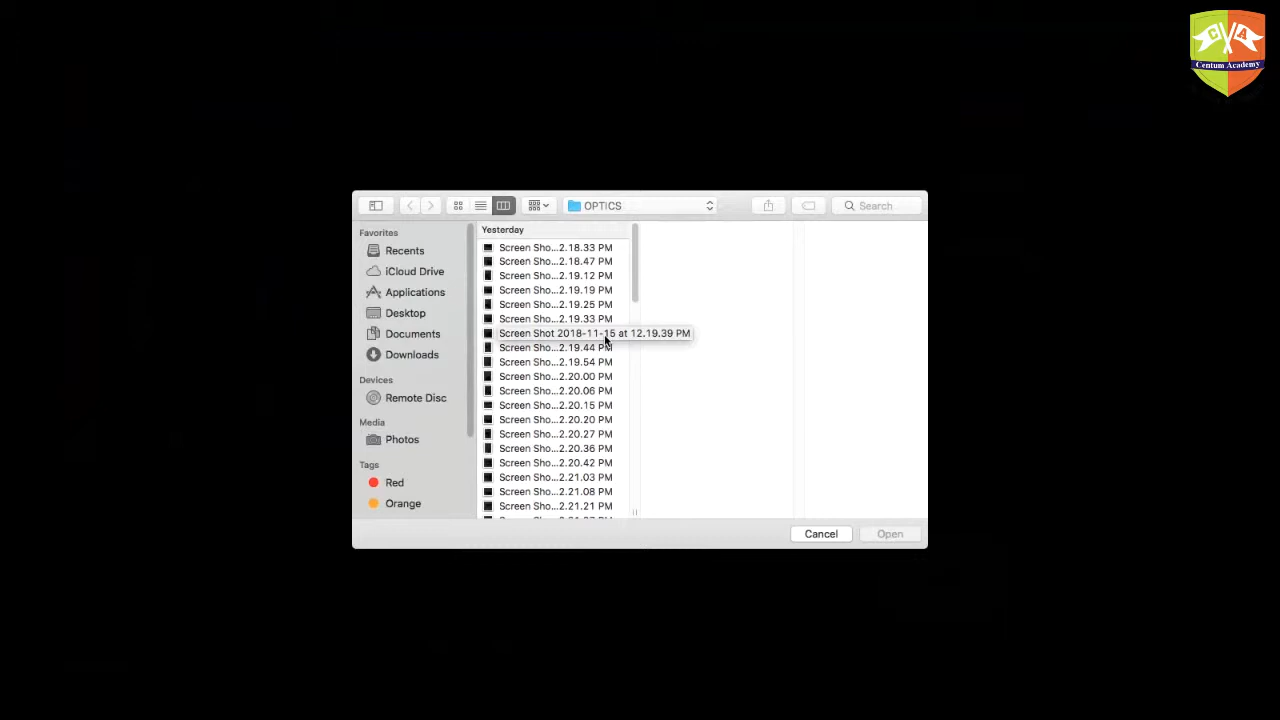 C A
Centum Academy
OPTICS
Search
Favorites
Recents
iCloud Drive
Applications
Desktop
Documents
Downloads
Devices
Remote Disc
Media
Photos
Tags
Red
Orange
Yesterday
Screen Sho...2.18.33 PM
Screen Sho...2.18.47 PM
Screen Sho...2.19.12 PM
Screen Sho...2.19.19 PM
Screen Sho...2.19.25 PM
Screen Sho...2.19.33 PM
Screen Shot 2018-11-15 at 12.19.39 PM
Screen Sho...2.19.44 PM
Screen Sho...2.19.54 PM
Screen Sho...2.20.00 PM
Screen Sho...2.20.06 PM
Screen Sho...2.20.15 PM
Screen Sho...2.20.20 PM
Screen Sho...2.20.27 PM
Screen Sho...2.20.36 PM
Screen Sho...2.20.42 PM
Screen Sho...2.21.03 PM
Screen Sho...2.21.08 PM
Screen Sho...2.21.21 PM
Cancel
Open